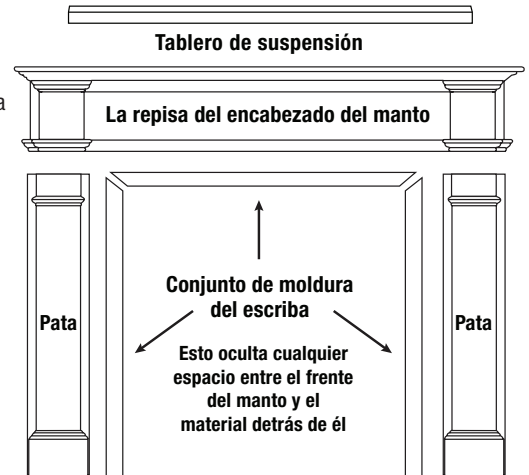 Tablero de suspensión
a
La repisa del encabezado del manto
Conjunto de moldura
del escriba
Pata
Pata
Esto oculta cualquier
espacio entre el frente
del manto y el
material detrás de él